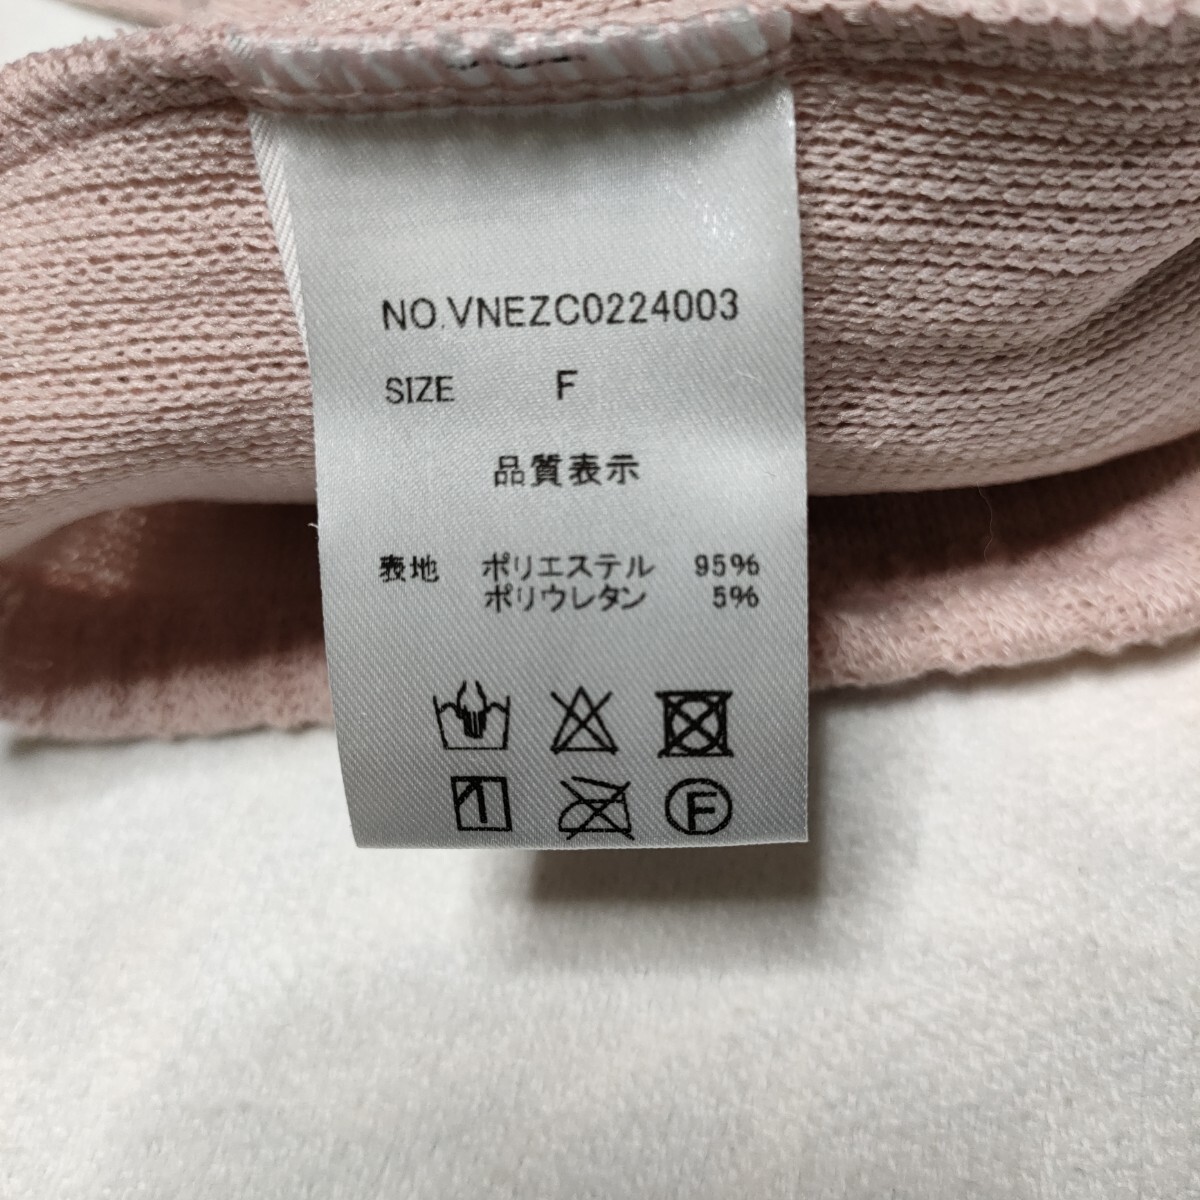 NO.VNEZC0224003
SIZE F
品質表示
表地 ポリエステル 95%
ポリウレタン 5%
F